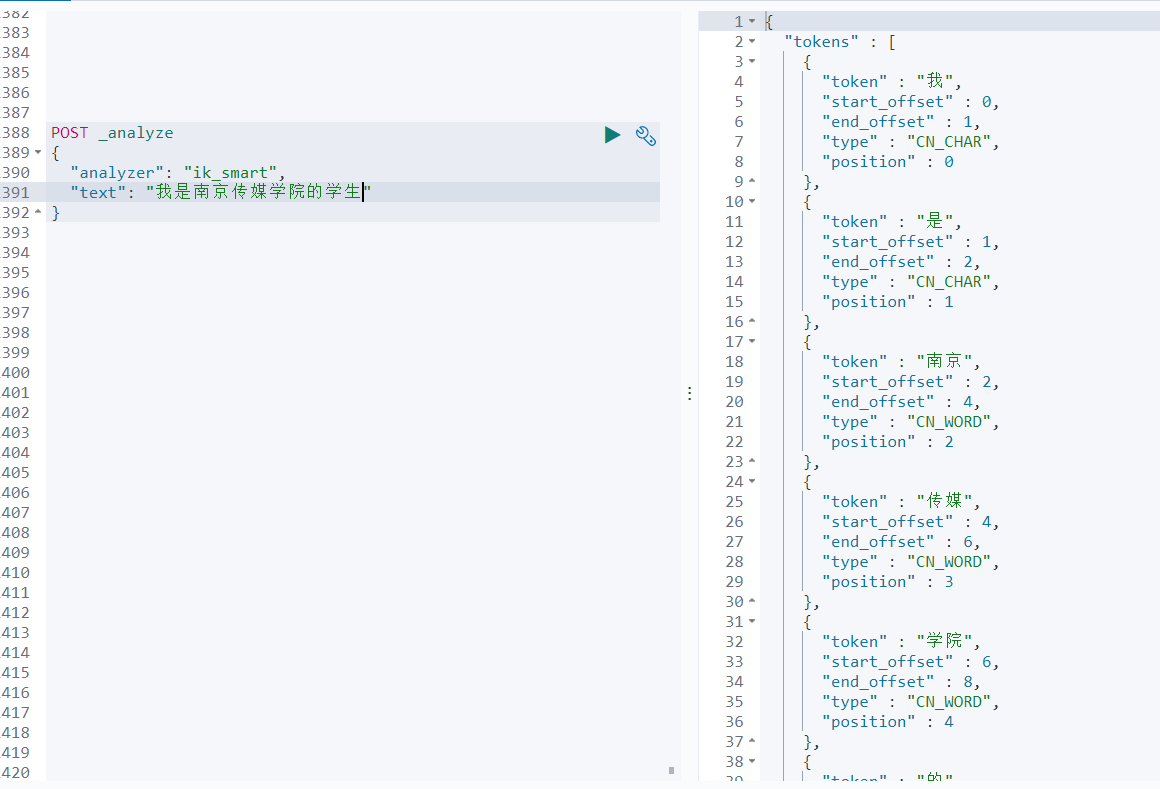 382
383
384
385
386
387
388 POST _analyze
389 {
390 "analyzer": "ik_smart",
391 "text": "我是南京传媒学院的学生"
392 }
393
394
395
396
397
398
399
400
401
402
403
404
405
406
407
408
409
410
411
412
413
414
415
416
417
418
419
420
1 {
2 "tokens" : [
3 {
4 "token" : "我",
5 "start_offset" : 0,
6 "end_offset" : 1,
7 "type" : "CN_CHAR",
8 "position" : 0
9 },
10 {
11 "token" : "是",
12 "start_offset" : 1,
13 "end_offset" : 2,
14 "type" : "CN_CHAR",
15 "position" : 1
16 },
17 {
18 "token" : "南京",
19 "start_offset" : 2,
20 "end_offset" : 4,
21 "type" : "CN_WORD",
22 "position" : 2
23 },
24 {
25 "token" : "传媒",
26 "start_offset" : 4,
27 "end_offset" : 6,
28 "type" : "CN_WORD",
29 "position" : 3
30 },
31 {
32 "token" : "学院",
33 "start_offset" : 6,
34 "end_offset" : 8,
35 "type" : "CN_WORD",
36 "position" : 4
37 },
38 {
39 "token" : "的"